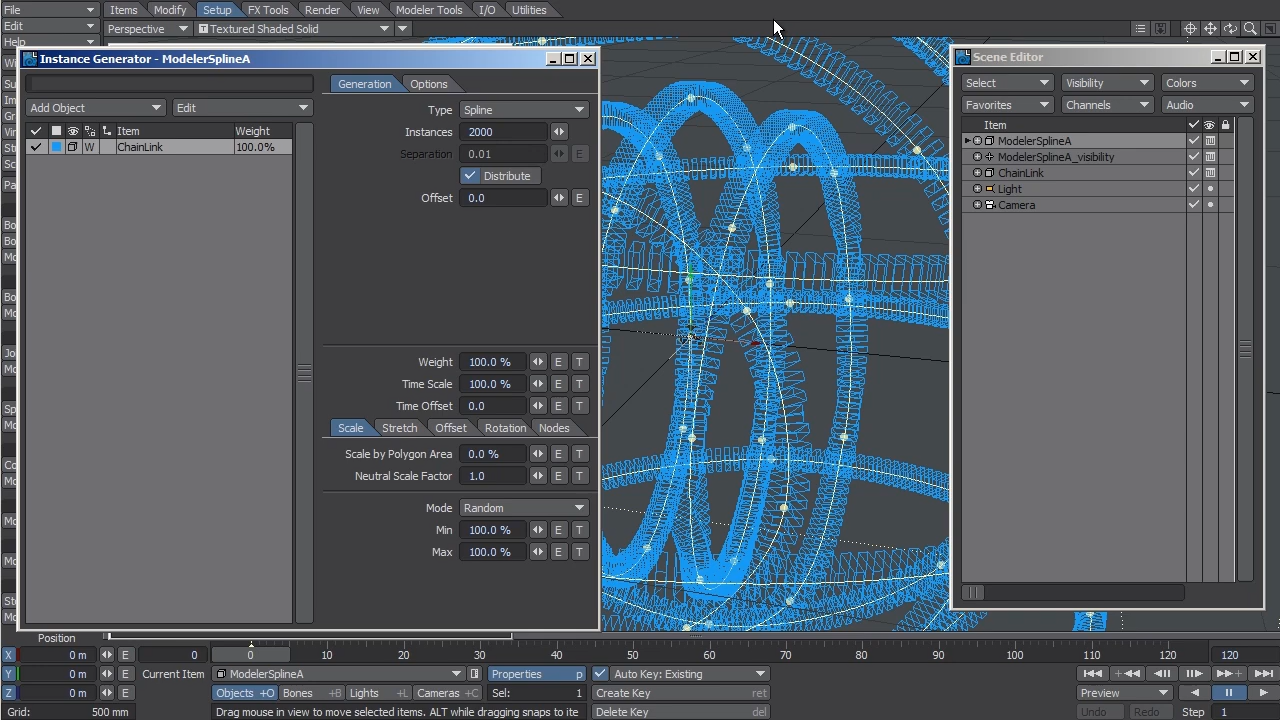 File
Items Modify Setup FX Tools Render View Modeler Tools I/O Utilities
Edit
Perspective Textured Shaded Solid
Help
Instance Generator - ModelerSplineA
Generation Options
Add Object Edit
Item Weight
W ChainLink 100.0%
Type Spline
Instances 2000
Separation 0.01 E
Distribute
Offset 0.0 E
Weight 100.0 % E T
Time Scale 100.0 % E T
Time Offset 0.0 E T
Scale Stretch Offset Rotation Nodes
Scale by Polygon Area 0.0 % E T
Neutral Scale Factor 1.0 E T
Mode Random
Min 100.0 % E T
Max 100.0 % E T
Scene Editor
Select Visibility Colors
Favorites Channels Audio
Item
ModelerSplineA
ModelerSplineA_visibility
ChainLink
Light
Camera
Position
X 0 m E 0 0 10 20 30 40 50 60 70 80 90 100 110 120 120
Y 0 m E Current Item ModelerSplineA Properties p Auto Key: Existing
Z 0 m E Objects +O Bones +B Lights +L Cameras +C Sel: 1 Create Key ret Preview
Grid: 500 mm Drag mouse in view to move selected items. ALT while dragging snaps to ite Delete Key del Undo Redo Step 1